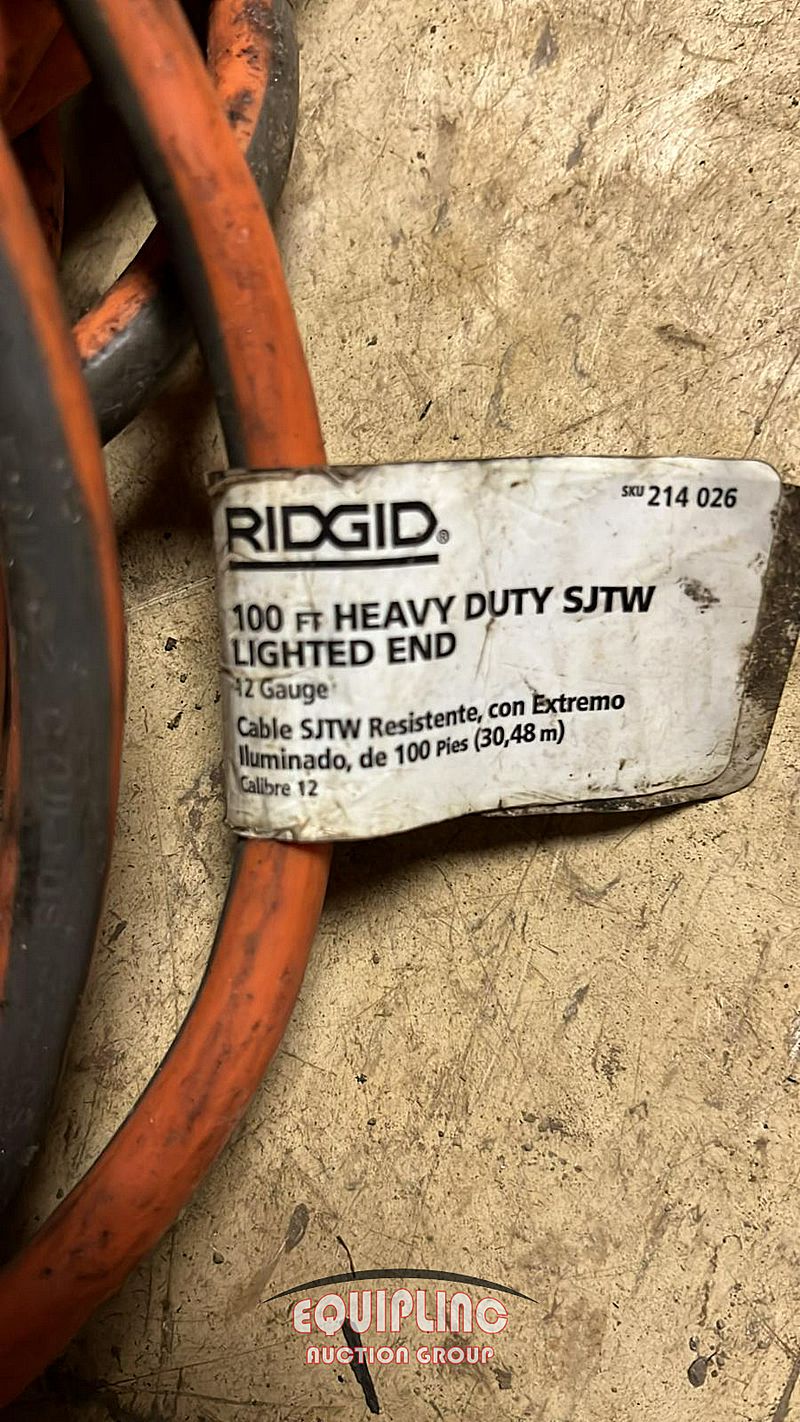 RIDGID®
SKU 214 026
100 FT HEAVY DUTY SJTW
LIGHTED END
12 Gauge
Cable SJTW Resistente, con Extremo
Iluminado, de 100 Pies (30,48 m)
Calibre 12
EQUIPLINC
AUCTION GROUP